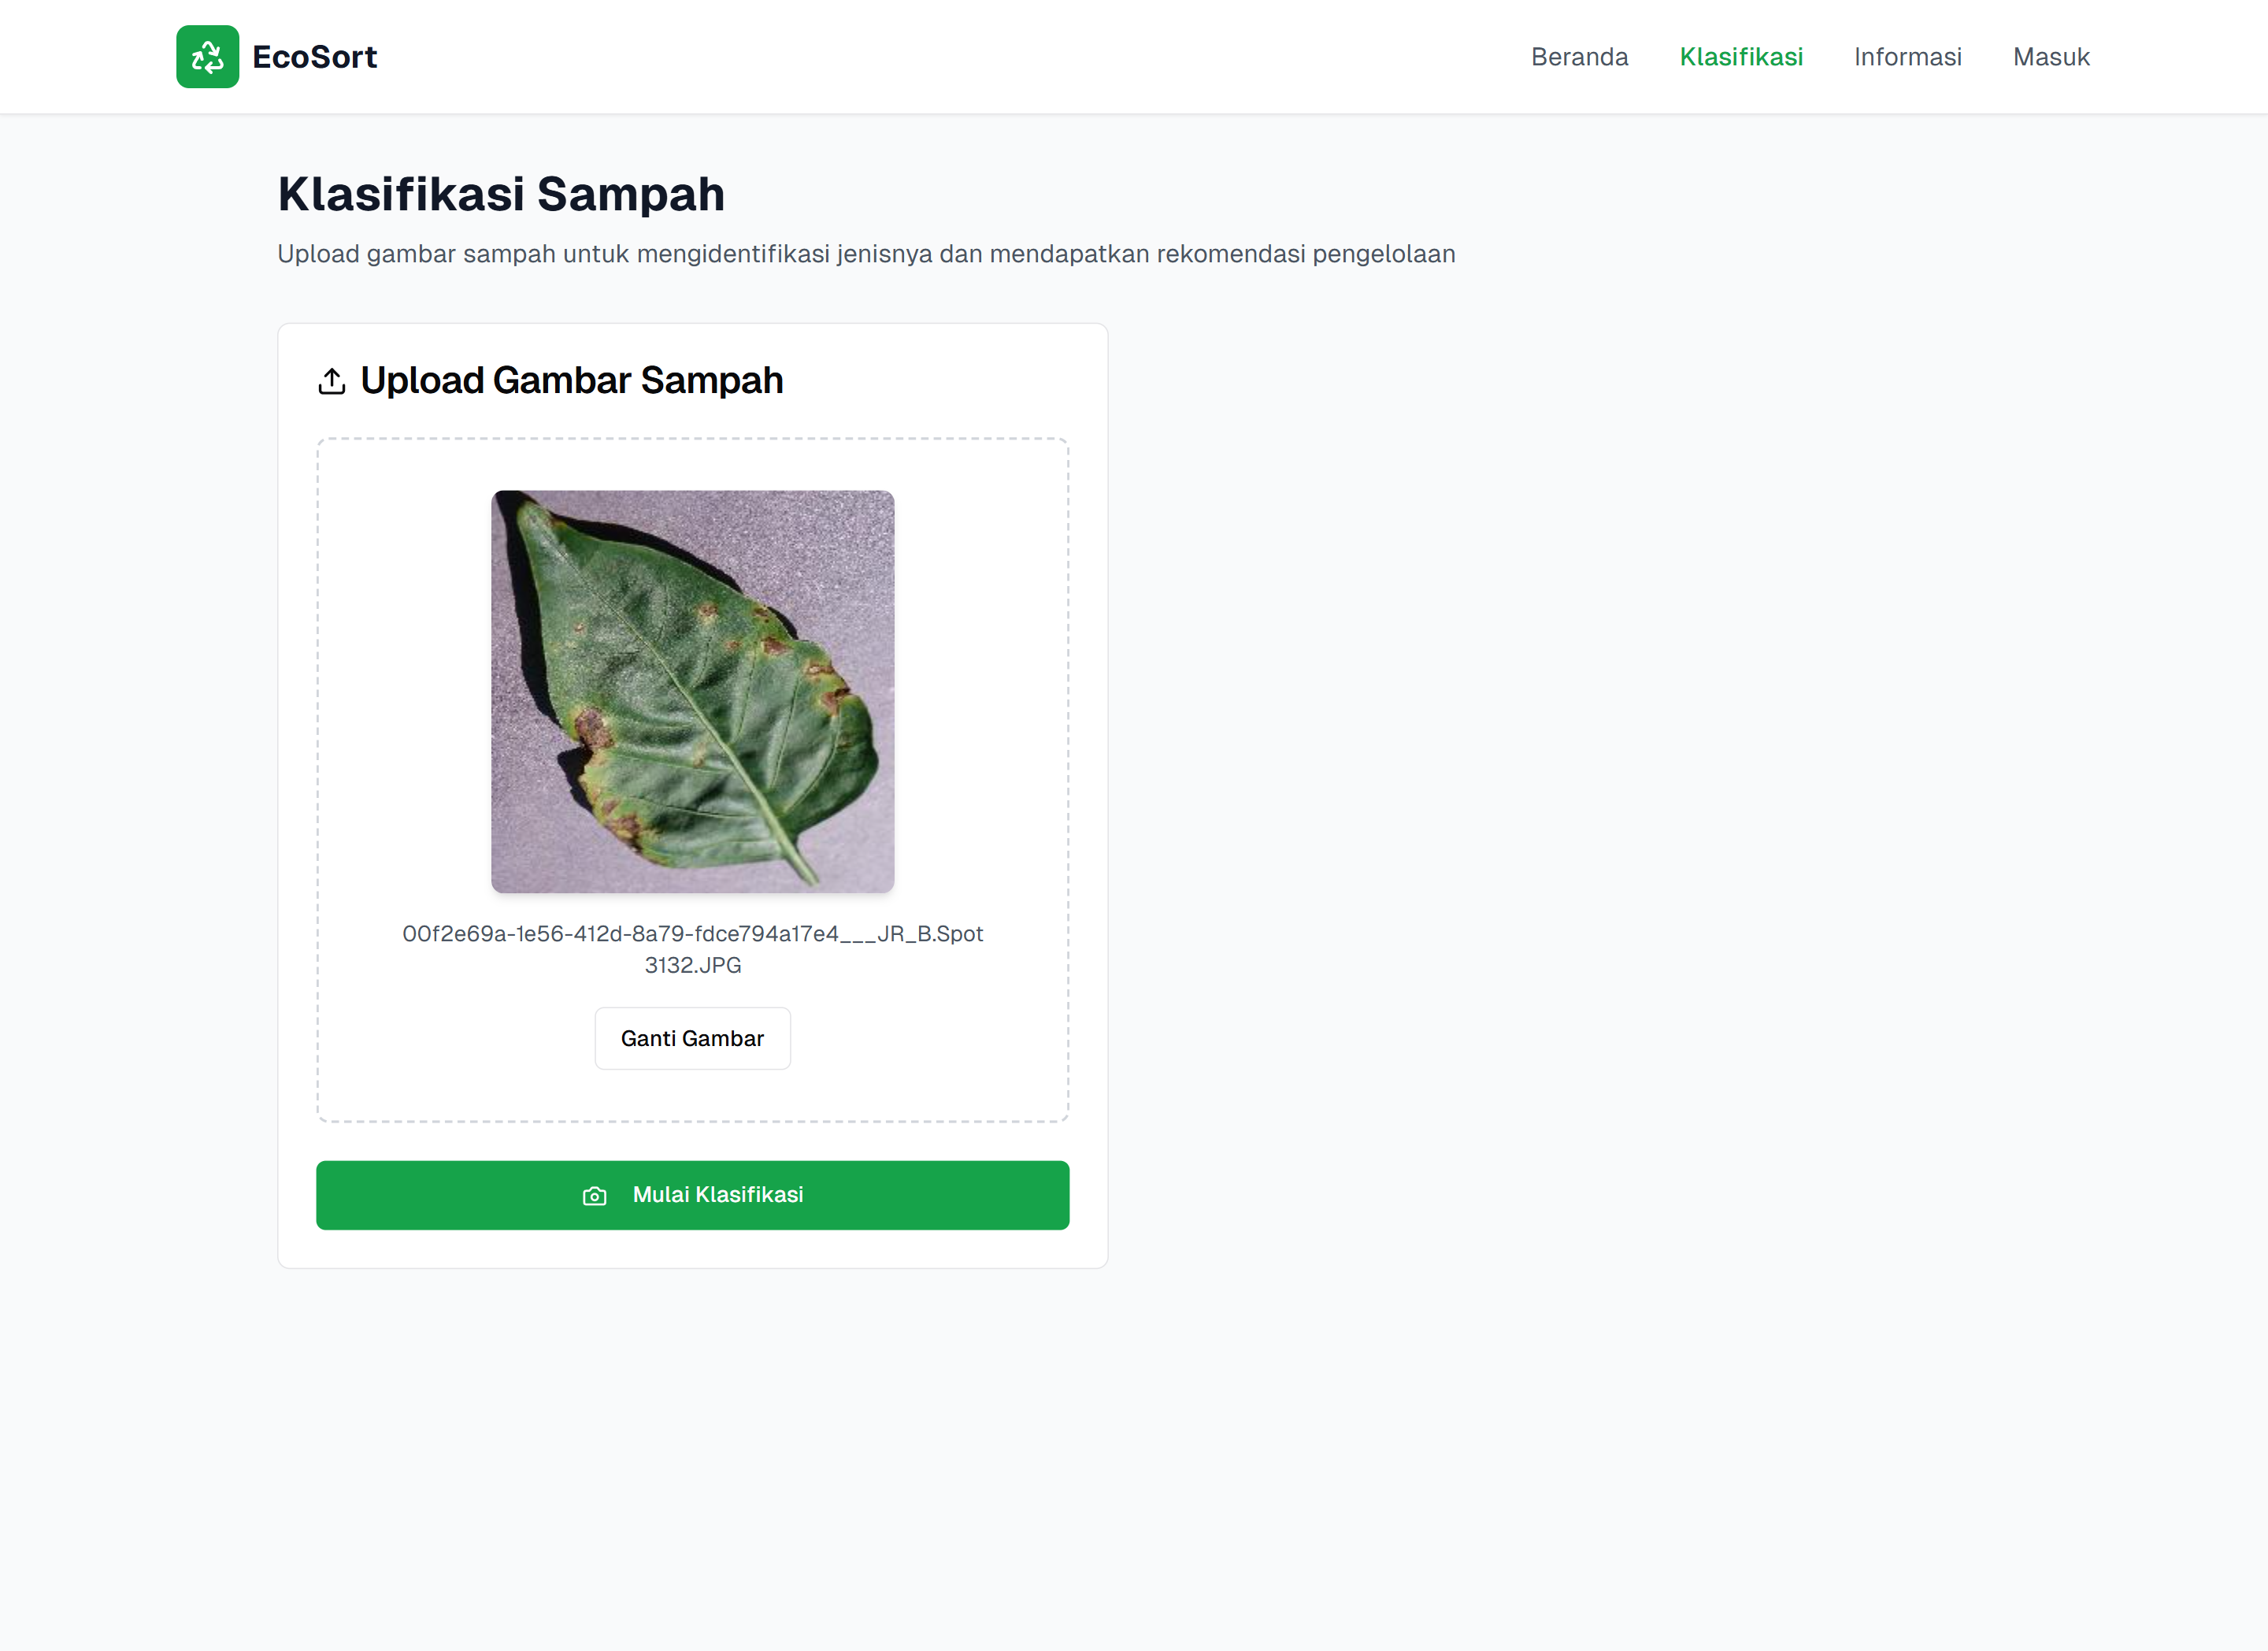 EcoSort
Beranda
Klasifikasi
Informasi
Masuk
Klasifikasi Sampah
Upload gambar sampah untuk mengidentifikasi jenisnya dan mendapatkan rekomendasi pengelolaan
Upload Gambar Sampah
00f2e69a-1e56-412d-8a79-fdce794a17e4___JR_B.Spot
3132.JPG
Ganti Gambar
Mulai Klasifikasi